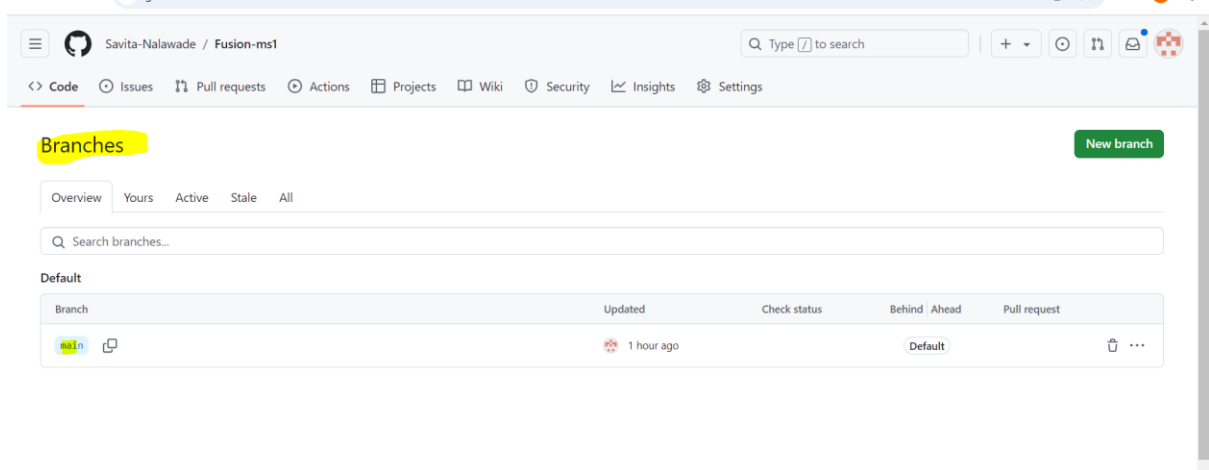 Savita-Nalawade / Fusion-ms1
Type / to search
Code Issues Pull requests Actions Projects Wiki Security Insights Settings
Branches
New branch
Overview Yours Active Stale All
Search branches...
Default
Branch Updated Check status Behind Ahead Pull request
main 1 hour ago Default